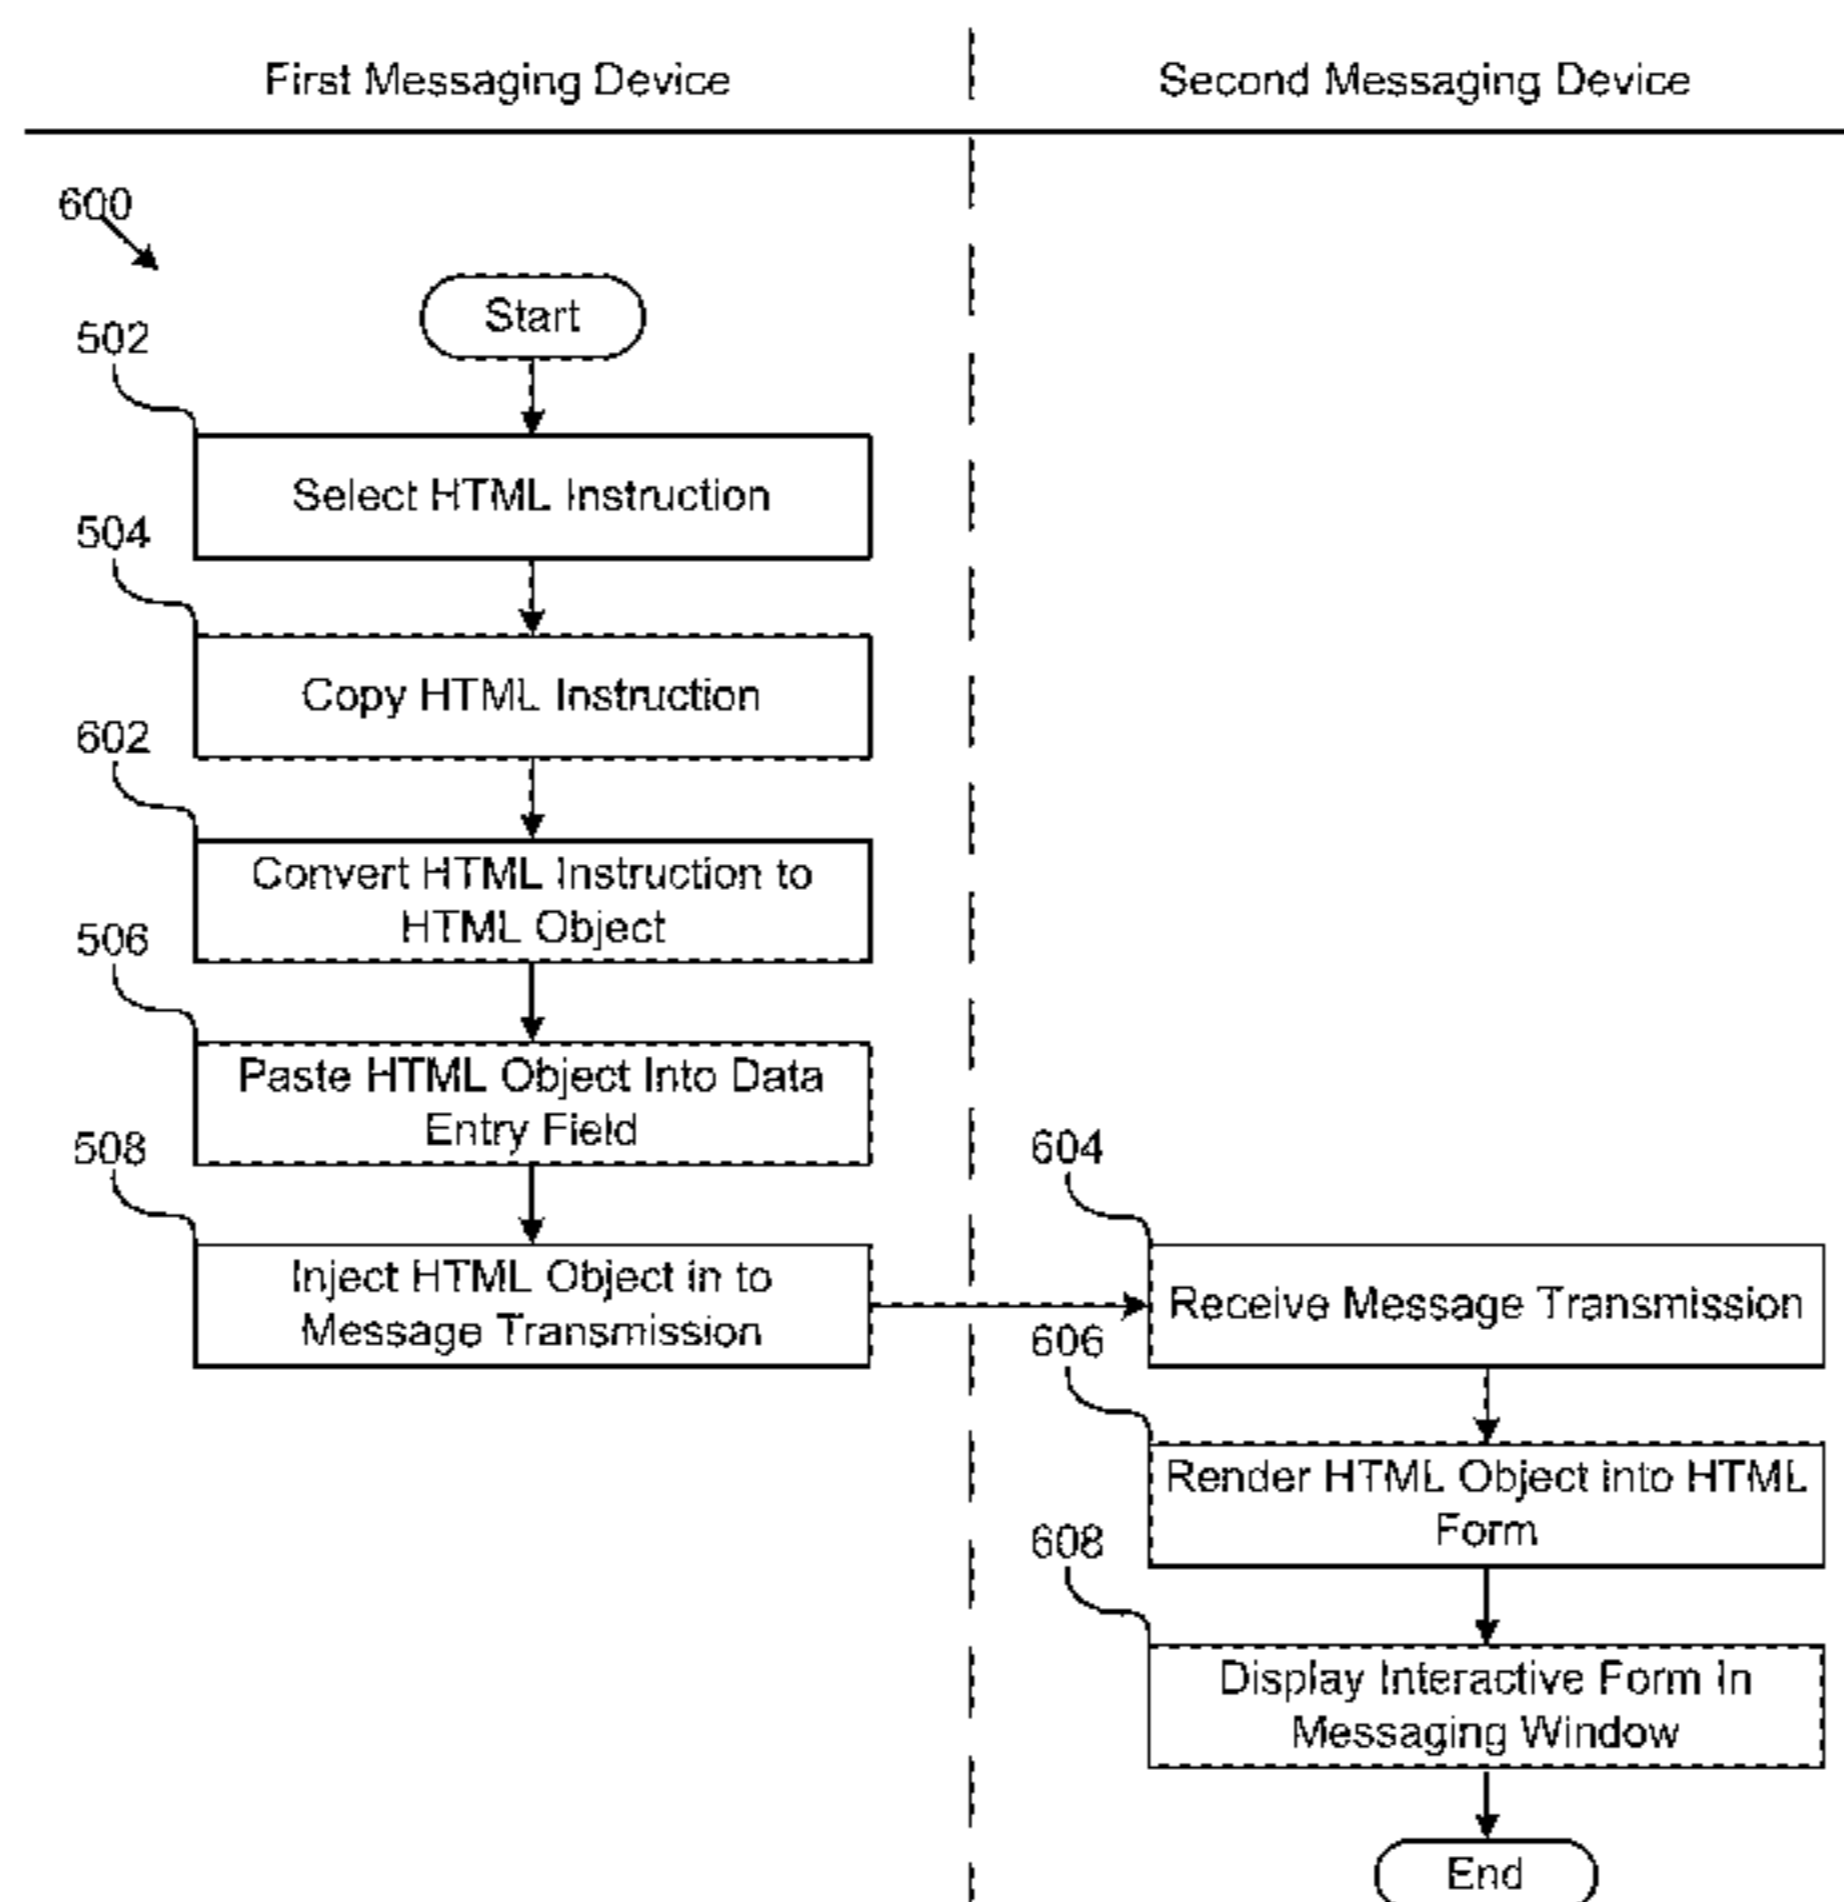 First Messaging Device
Second Messaging Device
600
Start
502
Select HTML Instruction
504
Copy HTML Instruction
602
Convert HTML Instruction to
HTML Object
506
Paste HTML Object Into Data
Entry Field
508
Inject HTML Object in to
Message Transmission
604
Receive Message Transmission
606
Render HTML Object into HTML
Form
608
Display Interactive Form In
Messaging Window
End